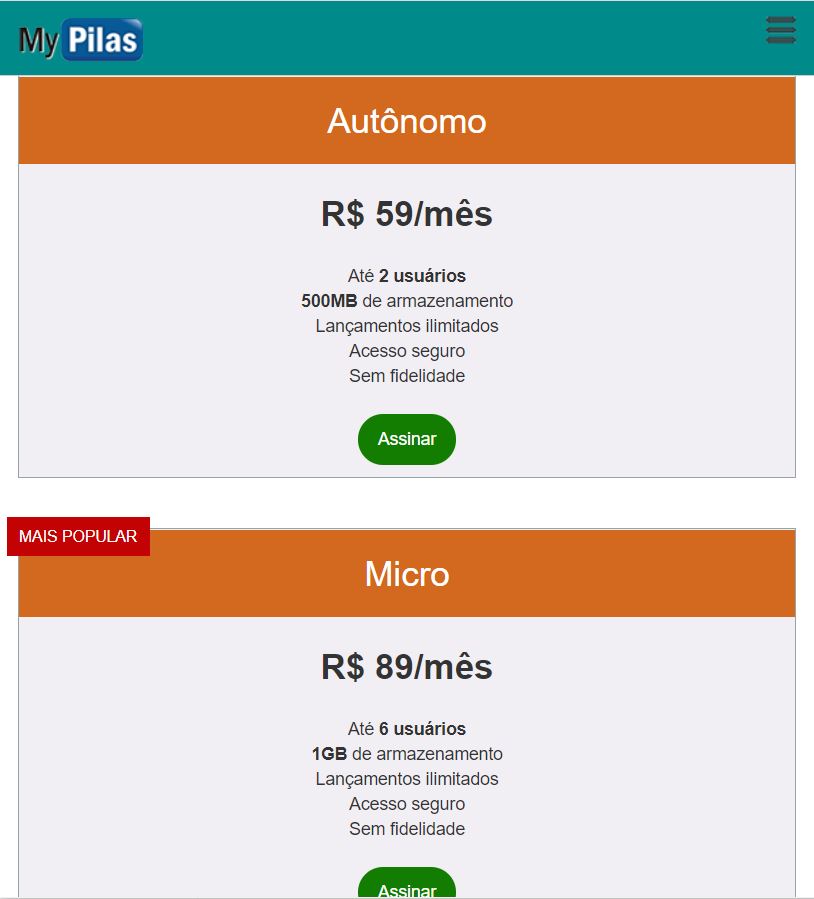 My Pilas
Autônomo
R$ 59/mês
Até 2 usuários
500MB de armazenamento
Lançamentos ilimitados
Acesso seguro
Sem fidelidade
Assinar
MAIS POPULAR
Micro
R$ 89/mês
Até 6 usuários
1GB de armazenamento
Lançamentos ilimitados
Acesso seguro
Sem fidelidade
Assinar